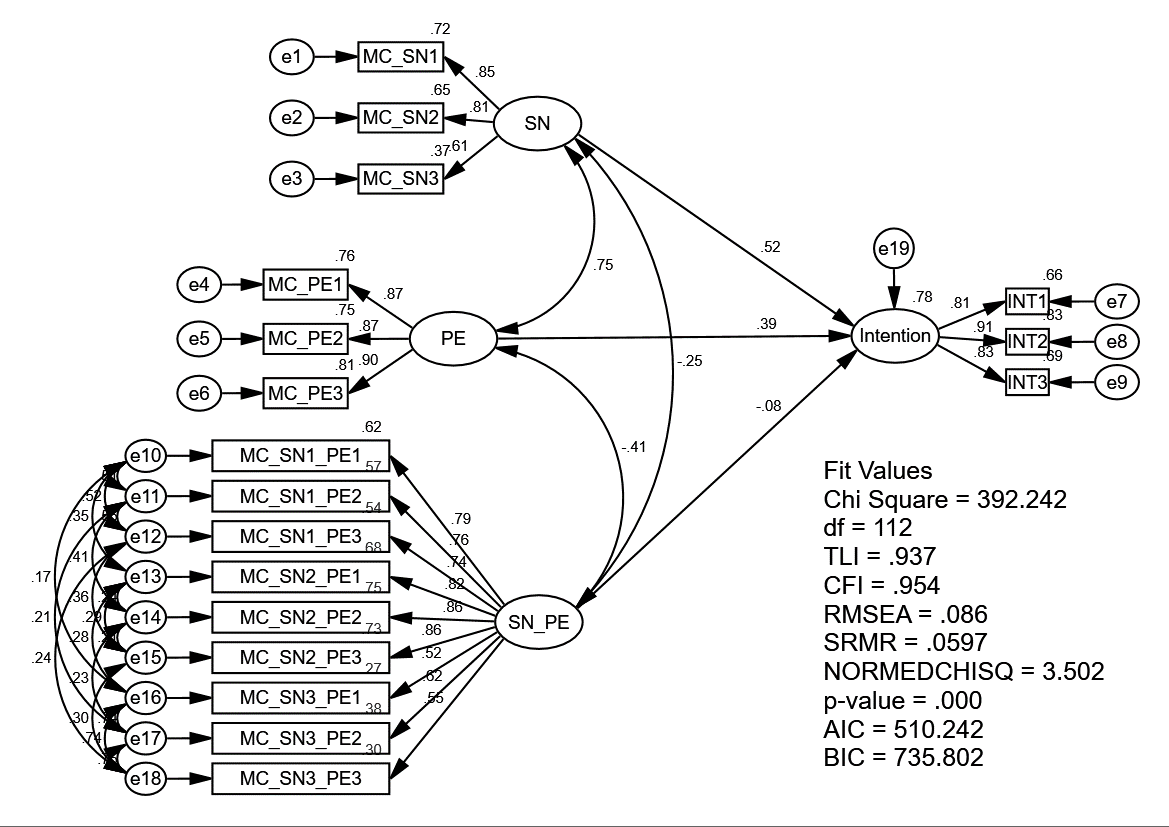 .72
e1 MC_SN1
.85
.65
e2 MC_SN2 .81
SN
.37 .61
e3 MC_SN3
.75
.52
-.25
e19
.76
e4 MC_PE1 .87
.75
e5 MC_PE2 .87
PE
.39
.81 .90
e6 MC_PE3
.78
Intention
.81
.66
INT1 e7
.91
.83
INT2 e8
.83
.69
INT3 e9
-.41
-.08
.62
e10 MC_SN1_PE1
.57
e11 MC_SN1_PE2
.54
e12 MC_SN1_PE3
.68
e13 MC_SN2_PE1
.75
e14 MC_SN2_PE2
.73
e15 MC_SN2_PE3
.27
e16 MC_SN3_PE1
.38
e17 MC_SN3_PE2
.30
e18 MC_SN3_PE3
.79
.76
.74
.82
.86
.86
.52
.62
.55
SN_PE
.52
.35
.41
.17
.36
.21
.29
.28
.24
.23
.30
.74
Fit Values
Chi Square = 392.242
df = 112
TLI = .937
CFI = .954
RMSEA = .086
SRMR = .0597
NORMEDCHISQ = 3.502
p-value = .000
AIC = 510.242
BIC = 735.802